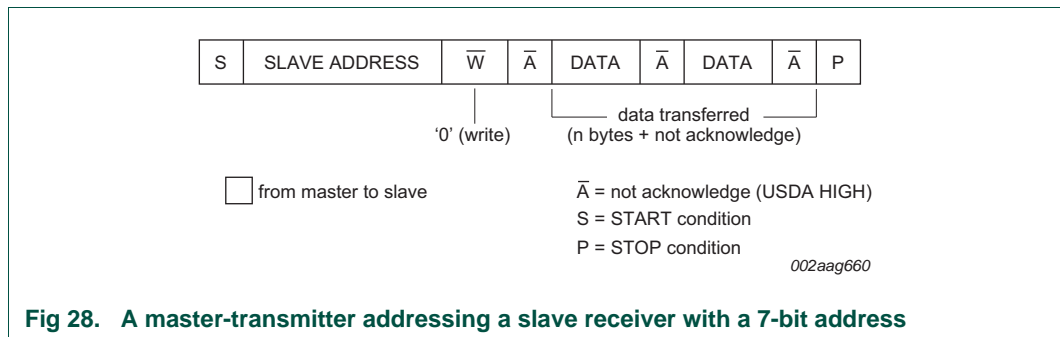 S SLAVE ADDRESS W̅ A̅ DATA A̅ DATA A̅ P
data transferred
'0' (write) (n bytes + not acknowledge)
from master to slave
A̅ = not acknowledge (USDA HIGH)
S = START condition
P = STOP condition
002aag660
Fig 28. A master-transmitter addressing a slave receiver with a 7-bit address